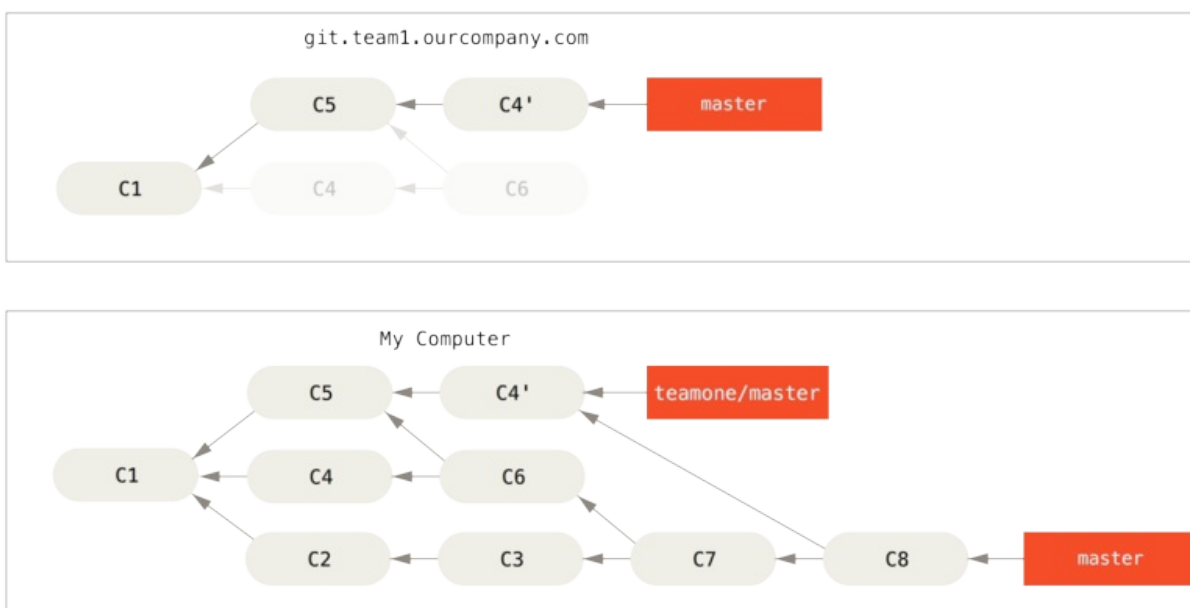 git.team1.ourcompany.com
C5 C4' master
C1 C4 C6
My Computer
C5 C4' teamone/master
C1 C4 C6
C2 C3 C7 C8 master